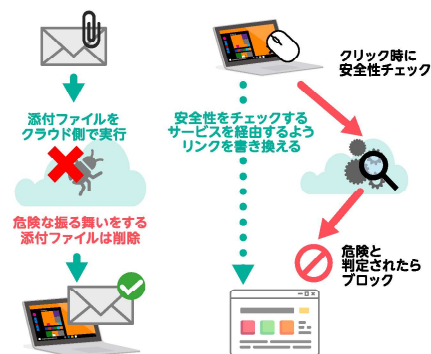 添付ファイルを
クラウド側で実行
危険な振る舞いをする
添付ファイルは削除
安全性をチェックする
サービスを経由するよう
リンクを書き換える
クリック時に
安全性チェック
危険と
判定されたら
ブロック